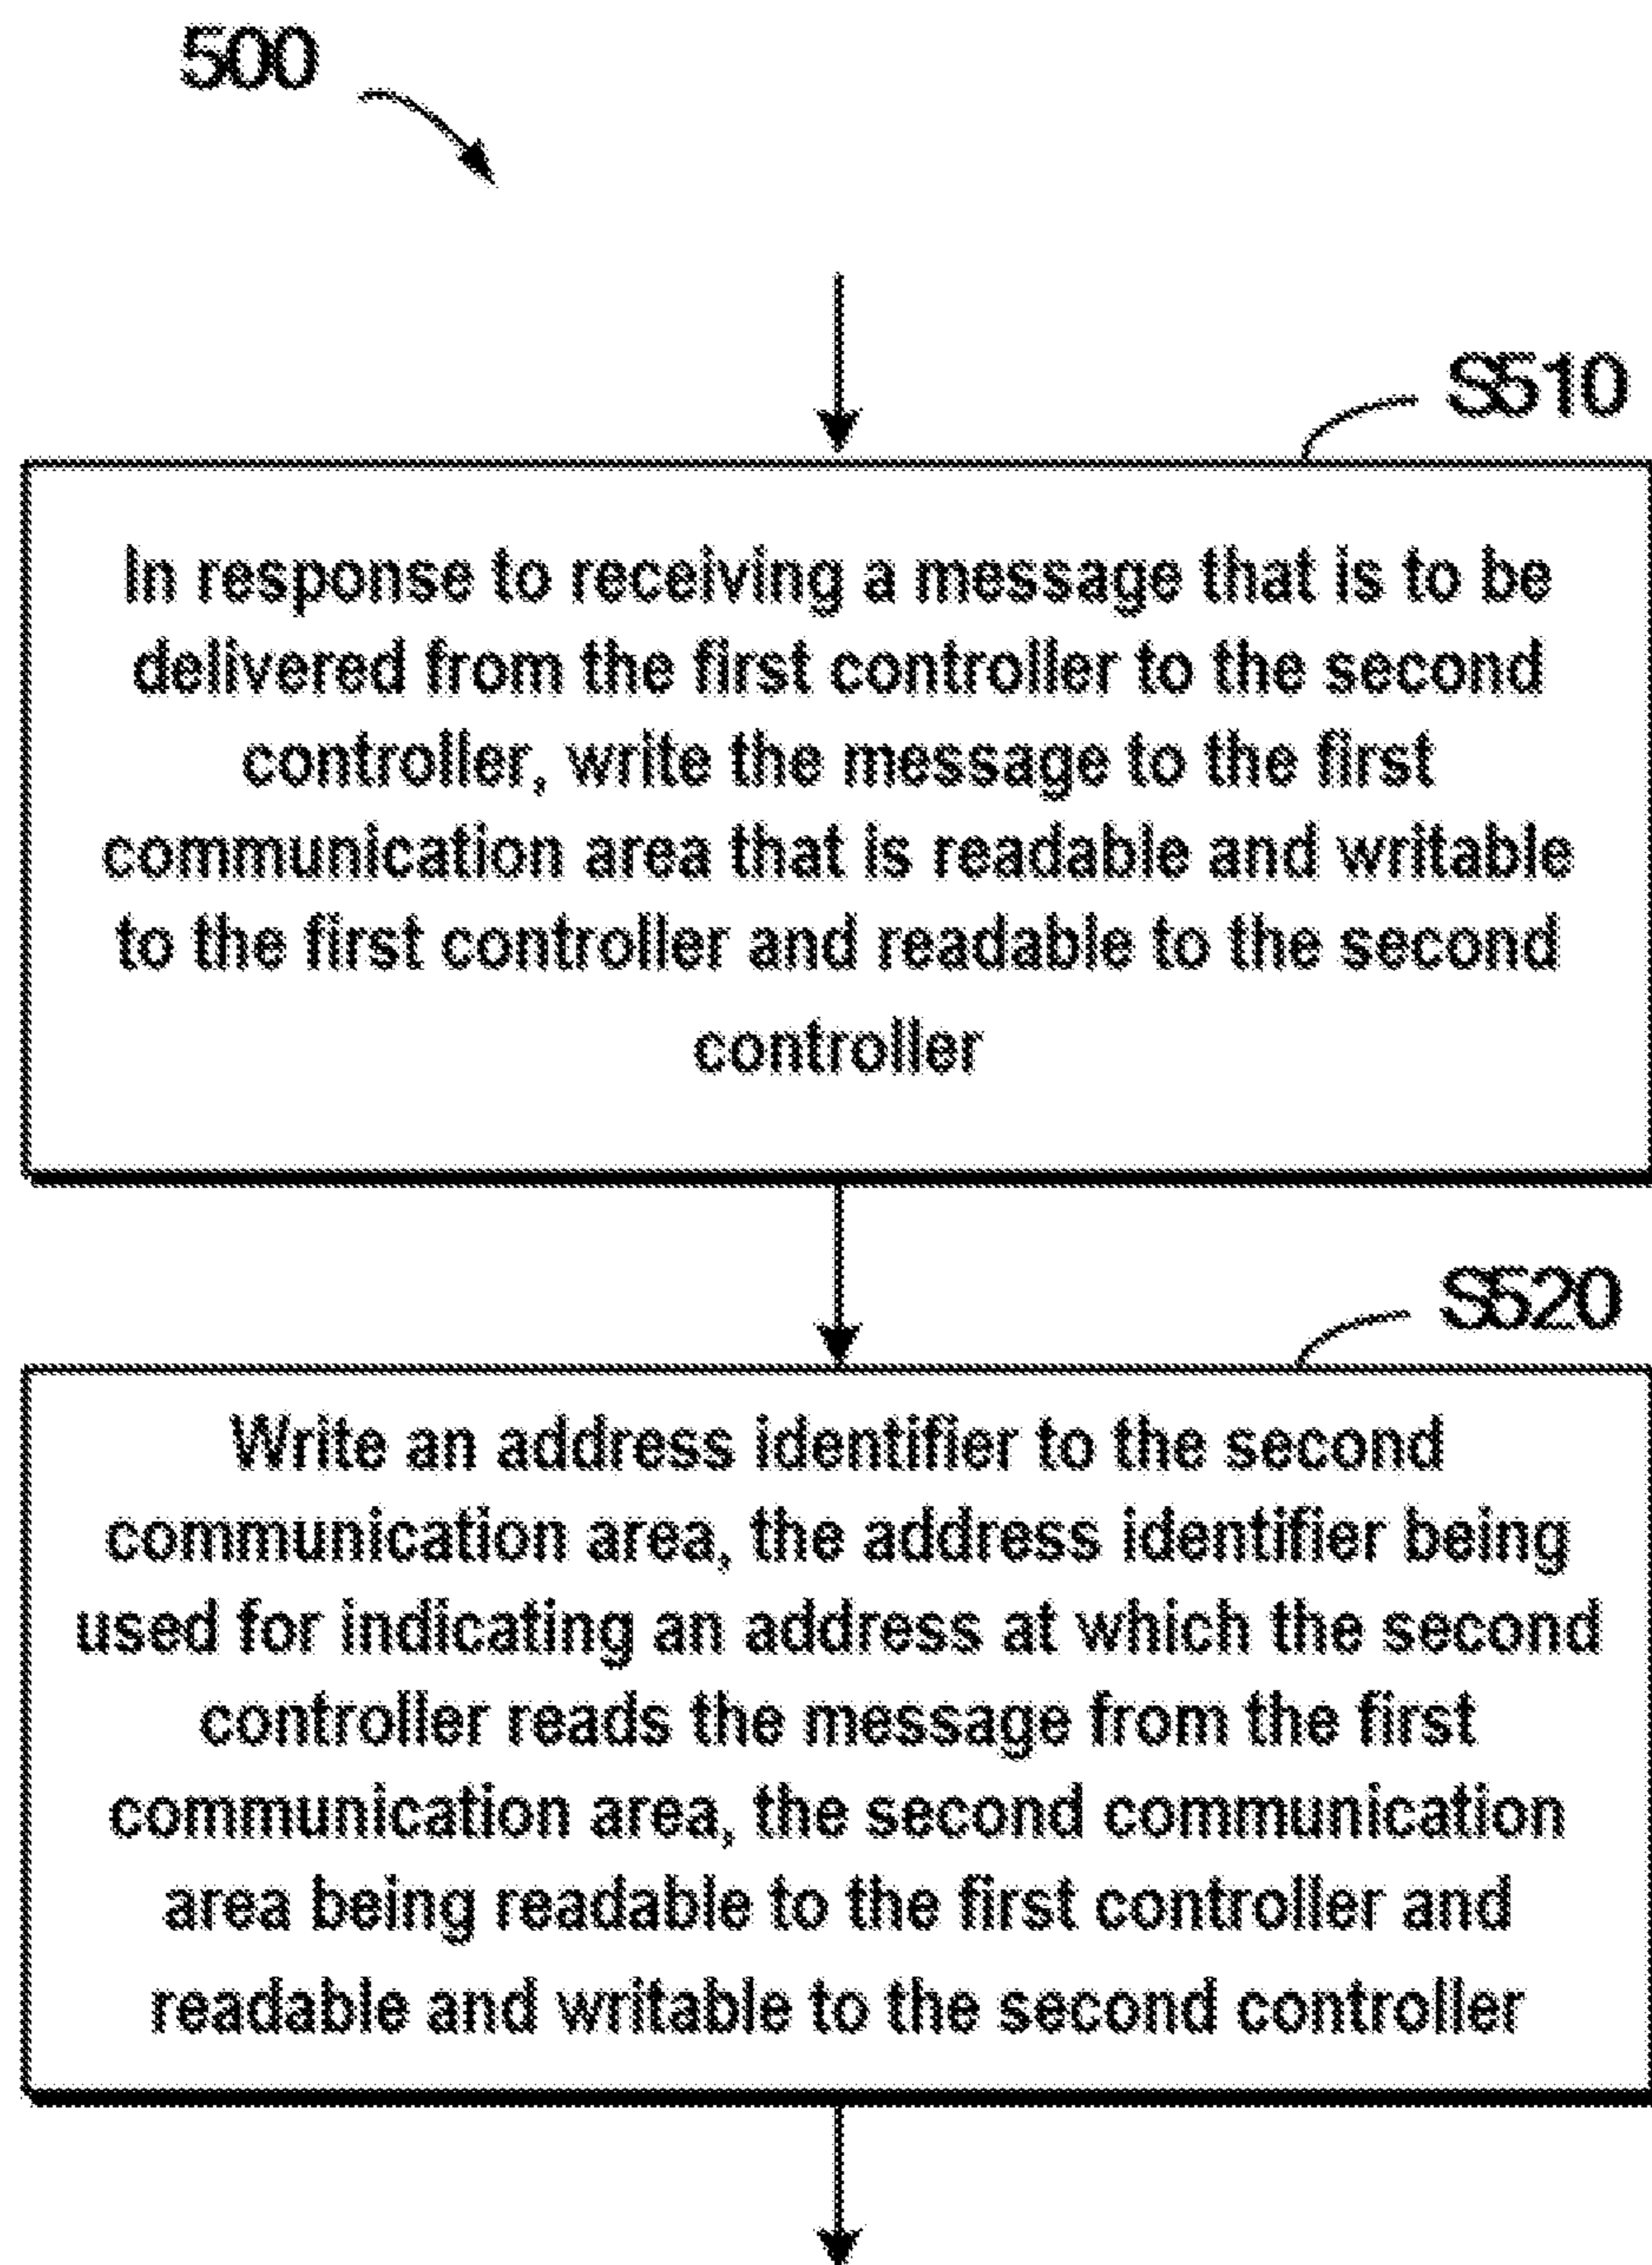 500
S510
In response to receiving a message that is to be
delivered from the first controller to the second
controller, write the message to the first
communication area that is readable and writable
to the first controller and readable to the second
controller
S520
Write an address identifier to the second
communication area, the address identifier being
used for indicating an address at which the second
controller reads the message from the first
communication area, the second communication
area being readable to the first controller and
readable and writable to the second controller